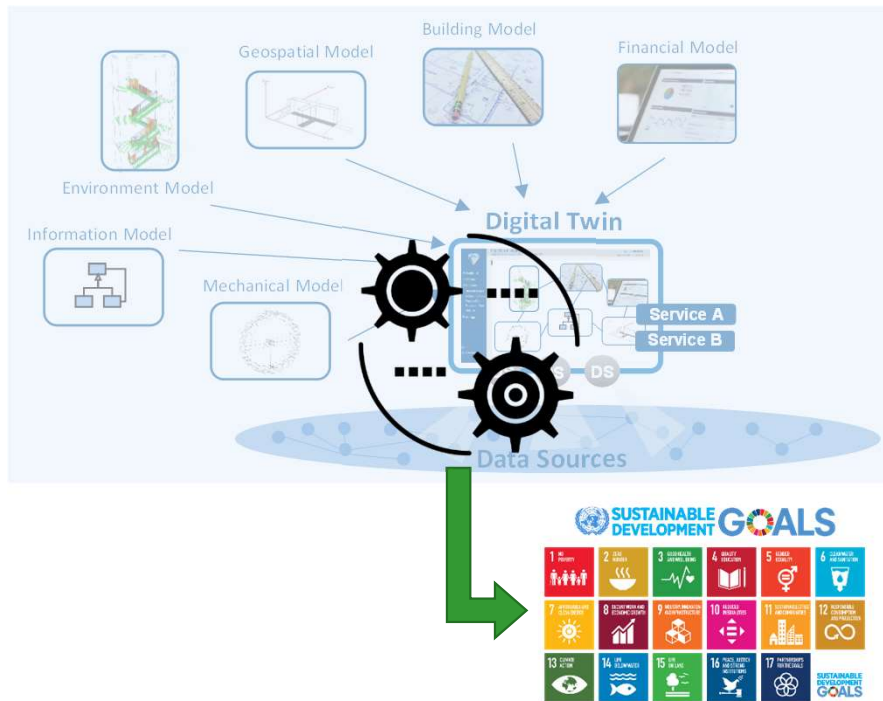 Building Model
Geospatial Model
Financial Model
Environment Model
Digital Twin
Information Model
Mechanical Model
Service A
Service B
S
DS
Data Sources
SUSTAINABLE
DEVELOPMENT
GOALS
1 NO
POVERTY
2 ZERO
HUNGER
3 GOOD HEALTH
AND WELL-BEING
4 QUALITY
EDUCATION
5 GENDER
EQUALITY
6 CLEAN WATER
AND SANITATION
7 AFFORDABLE AND
CLEAN ENERGY
8 DECENT WORK AND
ECONOMIC GROWTH
9 INDUSTRY, INNOVATION
AND INFRASTRUCTURE
10 REDUCED
INEQUALITIES
11 SUSTAINABLE CITIES
AND COMMUNITIES
12 RESPONSIBLE
CONSUMPTION
AND PRODUCTION
13 CLIMATE
ACTION
14 LIFE
BELOW WATER
15 LIFE
ON LAND
16 PEACE, JUSTICE
AND STRONG
INSTITUTIONS
17 PARTNERSHIPS
FOR THE GOALS
SUSTAINABLE
DEVELOPMENT
GOALS